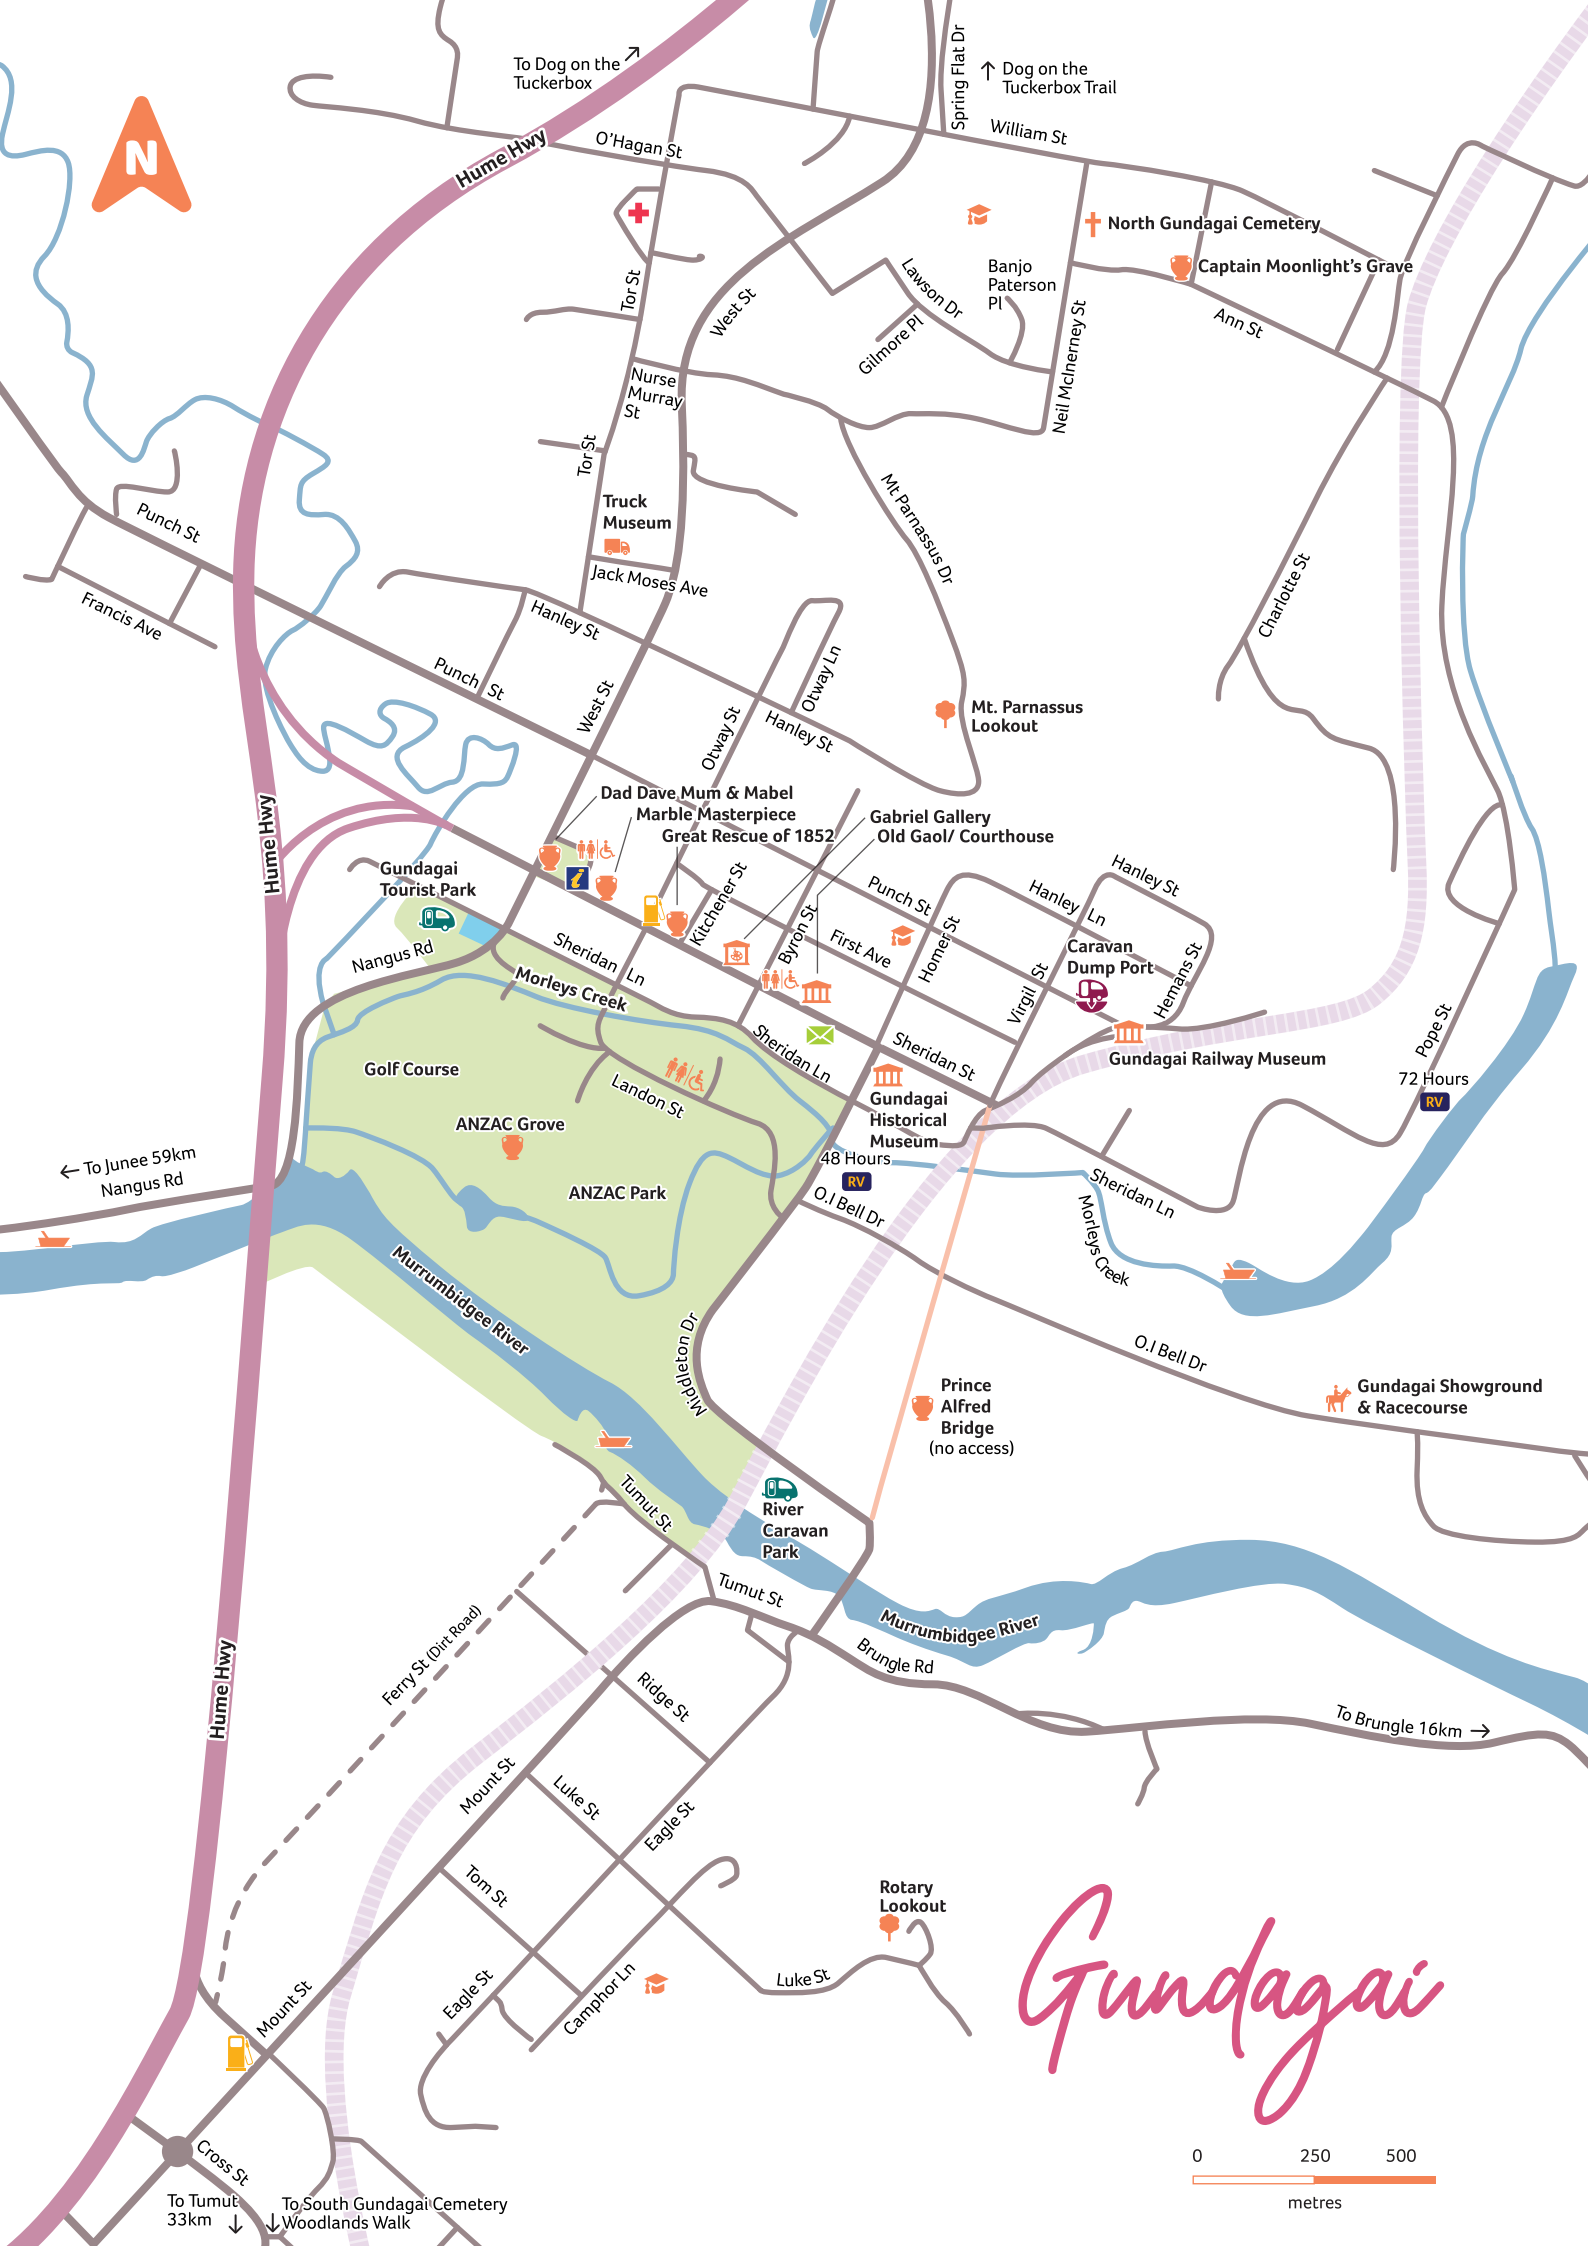 To Dog on the
Tuckerbox
Spring Flat Dr
Dog on the
Tuckerbox Trail
N
Hume Hwy
O'Hagan St
William St
North Gundagai Cemetery
Captain Moonlight's Grave
Banjo
Paterson
Pl
Lawson Dr
Gilmore Pl
Tor St
West St
Ann St
Neil McInerney St
Nurse
Murray
St
Tor St
Truck
Museum
Jack Moses Ave
Mt Parnassus Dr
Punch St
Francis Ave
Hanley St
Charlotte St
Punch St
West St
Otway Ln
Otway St
Hanley St
Mt. Parnassus
Lookout
Hume Hwy
Dad Dave Mum & Mabel
Marble Masterpiece
Great Rescue of 1852
Gabriel Gallery
Old Gaol/ Courthouse
Gundagai
Tourist Park
Kitchener St
Punch St
Hanley St
Hanley Ln
Byron St
First Ave
Homer St
Caravan
Dump Port
Hemans St
Virgil St
Nangus Rd
Sheridan Ln
Morleys Creek
Sheridan Ln
Sheridan St
Gundagai Railway Museum
Pope St
72 Hours
RV
Golf Course
Landon St
ANZAC Grove
Gundagai
Historical
Museum
48 Hours
RV
To Junee 59km
Nangus Rd
ANZAC Park
O.I Bell Dr
Sheridan Ln
Morleys Creek
Murrumbidgee River
Middleton Dr
O.I Bell Dr
Prince
Alfred
Bridge
(no access)
Gundagai Showground
& Racecourse
Tumut St
River
Caravan
Park
Tumut St
Murrumbidgee River
Ferry St (Dirt Road)
Brungle Rd
Hume Hwy
Ridge St
To Brungle 16km
Mount St
Luke St
Eagle St
Tom St
Rotary
Lookout
Luke St
Eagle St
Camphor Ln
Mount St
Gundagai
Cross St
0 250 500
metres
To Tumut
33km
To South Gundagai Cemetery
Woodlands Walk